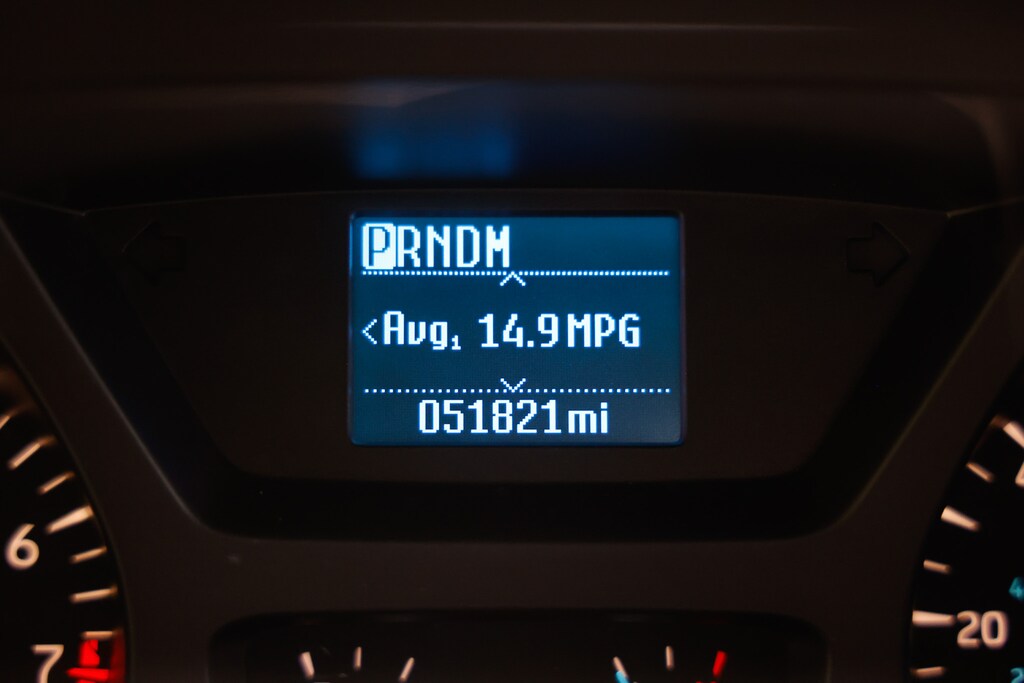 PRNDM
<Avg₁ 14.9 MPG
051821mi
6
7
20